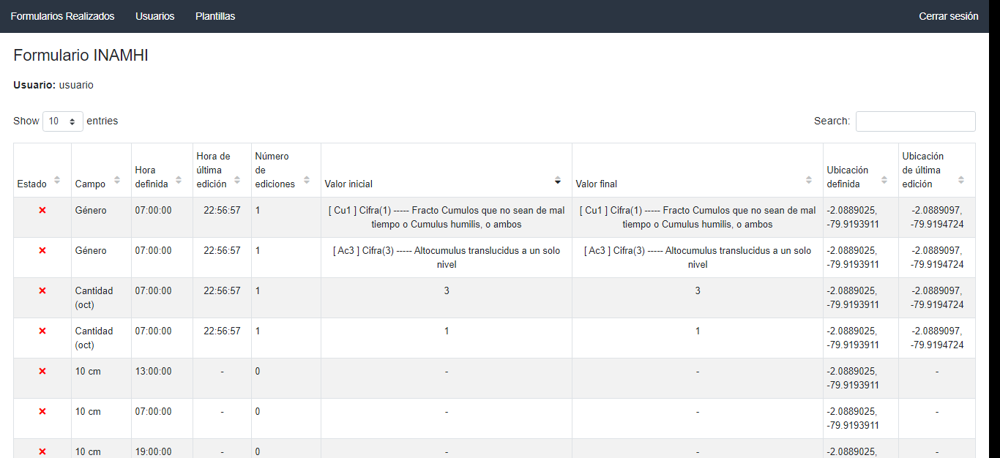 Formularios Realizados Usuarios Plantillas Cerrar sesión
Formulario INAMHI
Usuario: usuario
Show 10 entries Search:
Estado Campo Hora definida Hora de última edición Número de ediciones Valor inicial Valor final Ubicación definida Ubicación de última edición
Género 07:00:00 22:56:57 1 [ Cu1 ] Cifra(1) ----- Fracto Cumulos que no sean de mal tiempo o Cumulus humilis, o ambos [ Cu1 ] Cifra(1) ----- Fracto Cumulos que no sean de mal tiempo o Cumulus humilis, o ambos -2.0889025, -79.9193911 -2.0889097, -79.9194724
Género 07:00:00 22:56:57 1 [ Ac3 ] Cifra(3) ----- Altocumulus translucidus a un solo nivel [ Ac3 ] Cifra(3) ----- Altocumulus translucidus a un solo nivel -2.0889025, -79.9193911 -2.0889097, -79.9194724
Cantidad (oct) 07:00:00 22:56:57 1 3 3 -2.0889025, -79.9193911 -2.0889097, -79.9194724
Cantidad (oct) 07:00:00 22:56:57 1 1 1 -2.0889025, -79.9193911 -2.0889097, -79.9194724
10 cm 13:00:00 - 0 - - -2.0889025, -79.9193911 -
10 cm 07:00:00 - 0 - - -2.0889025, -79.9193911 -
10 cm 19:00:00 - 0 - - -2.0889025, -